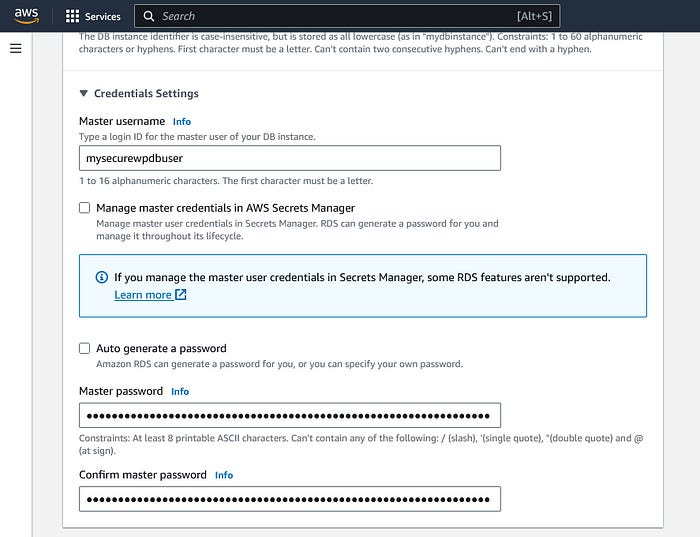 aws
Services
Search
[Alt+S]
The DB instance identifier is case-insensitive, but is stored as all lowercase (as in "mydbinstance"). Constraints: 1 to 60 alphanumeric
characters or hyphens. First character must be a letter. Can't contain two consecutive hyphens. Can't end with a hyphen.
Credentials Settings
Master username Info
Type a login ID for the master user of your DB instance.
mysecurewpdbuser
1 to 16 alphanumeric characters. The first character must be a letter.
Manage master credentials in AWS Secrets Manager
Manage master user credentials in Secrets Manager. RDS can generate a password for you and
manage it throughout its lifecycle.
If you manage the master user credentials in Secrets Manager, some RDS features aren't supported.
Learn more
Auto generate a password
Amazon RDS can generate a password for you, or you can specify your own password.
Master password Info
Constraints: At least 8 printable ASCII characters. Can't contain any of the following: / (slash), '(single quote), "(double quote) and @
(at sign).
Confirm master password Info